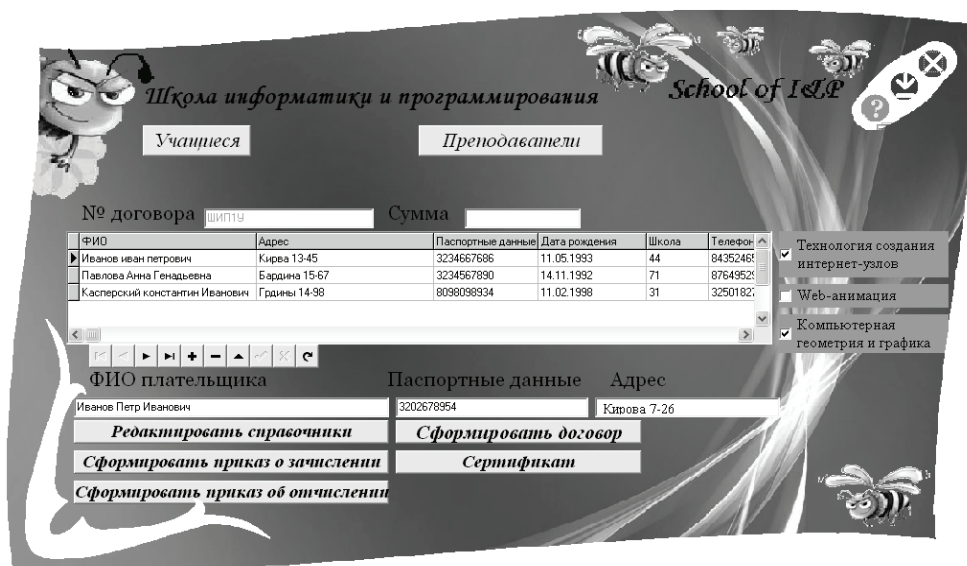 Школа информатики и программирования
School of I&P
?
Учащиеся
Преподаватели
№ договора ШИП1У
Сумма
ФИО Адрес Паспортные данные Дата рождения Школа Телефон
Иванов иван петрович Кирва 13-45 3234667686 11.05.1993 44 84352465
Павлова Анна Генадьевна Бардина 15-67 3234567890 14.11.1992 71 8764952
Касперский константин Иванович Грдины 14-98 8098098934 11.02.1998 31 3250182
Технология создания
интернет-узлов
Web-анимация
Компьютерная
геометрия и графика
ФИО плательщика Паспортные данные Адрес
Иванов Петр Иванович 3202678954 Кирова 7-26
Редактировать справочники
Сформировать договор
Сформировать приказ о зачислении
Сертификат
Сформировать приказ об отчислении